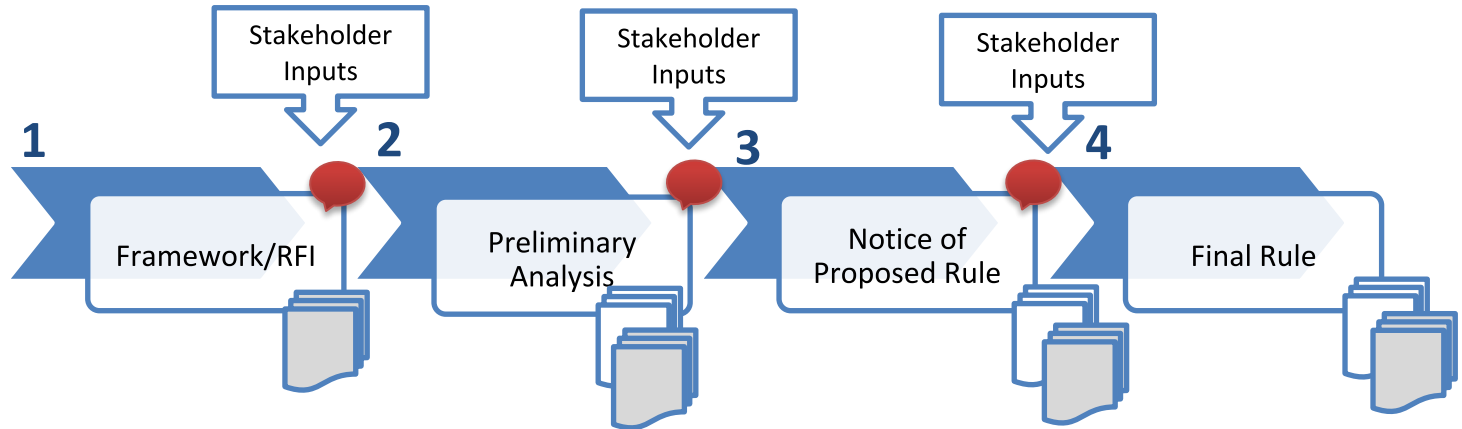 Stakeholder
Inputs
Stakeholder
Inputs
Stakeholder
Inputs
1
2
3
4
Framework/RFI
Preliminary
Analysis
Notice of
Proposed Rule
Final Rule